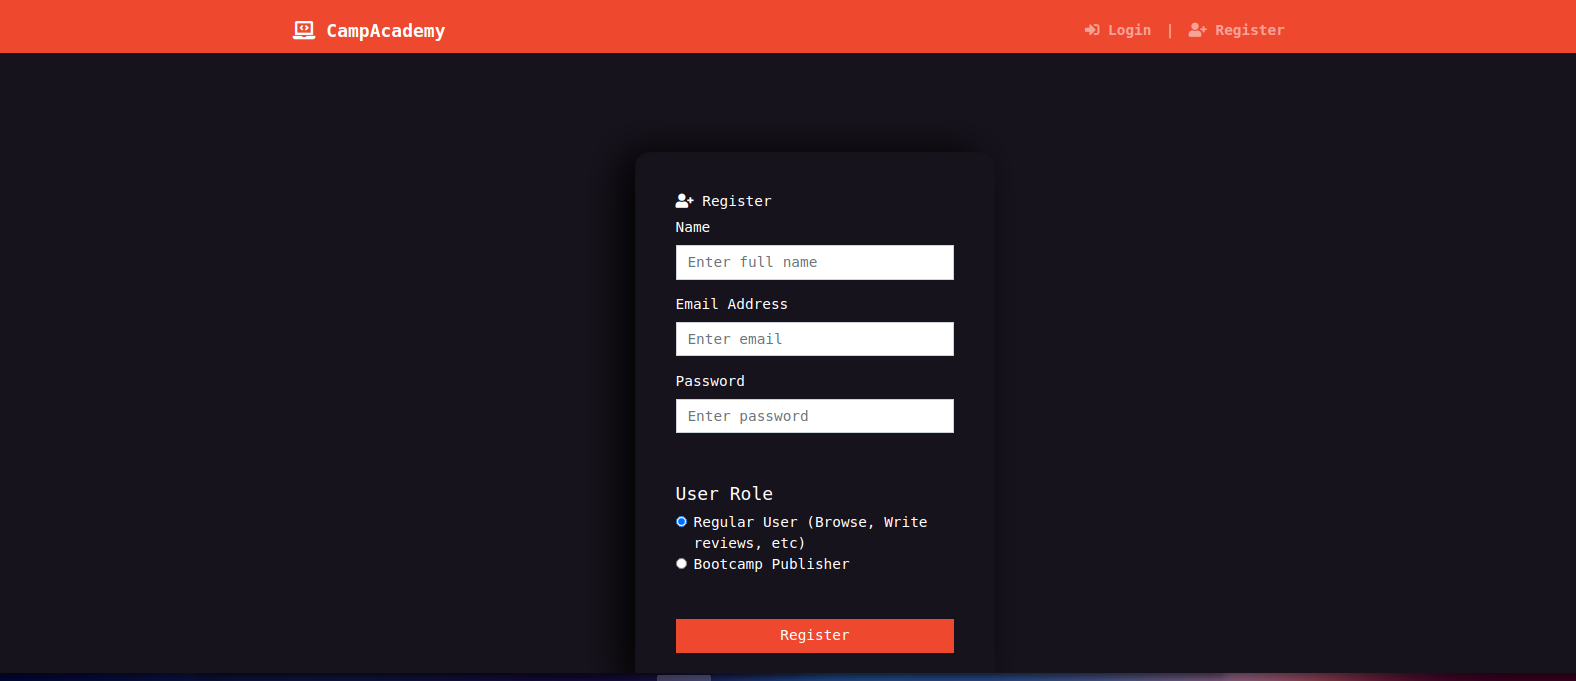 CampAcademy
Login | Register
Register
Name
Enter full name
Email Address
Enter email
Password
Enter password
User Role
Regular User (Browse, Write
reviews, etc)
Bootcamp Publisher
Register